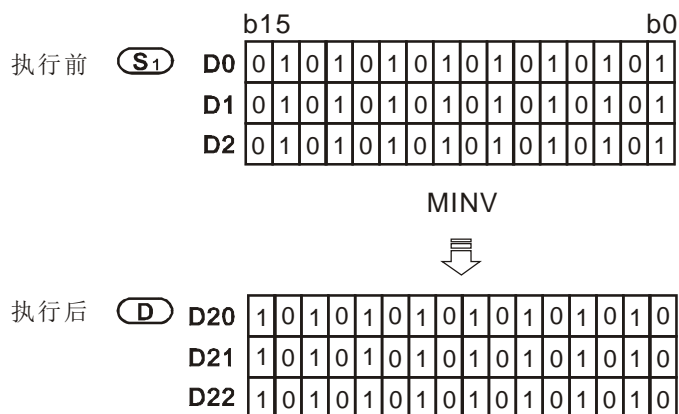 b15 b0
执行前 S1 D0 0 1 0 1 0 1 0 1 0 1 0 1 0 1 0 1
D1 0 1 0 1 0 1 0 1 0 1 0 1 0 1 0 1
D2 0 1 0 1 0 1 0 1 0 1 0 1 0 1 0 1
MINV
执行后 D D20 1 0 1 0 1 0 1 0 1 0 1 0 1 0 1 0
D21 1 0 1 0 1 0 1 0 1 0 1 0 1 0 1 0
D22 1 0 1 0 1 0 1 0 1 0 1 0 1 0 1 0